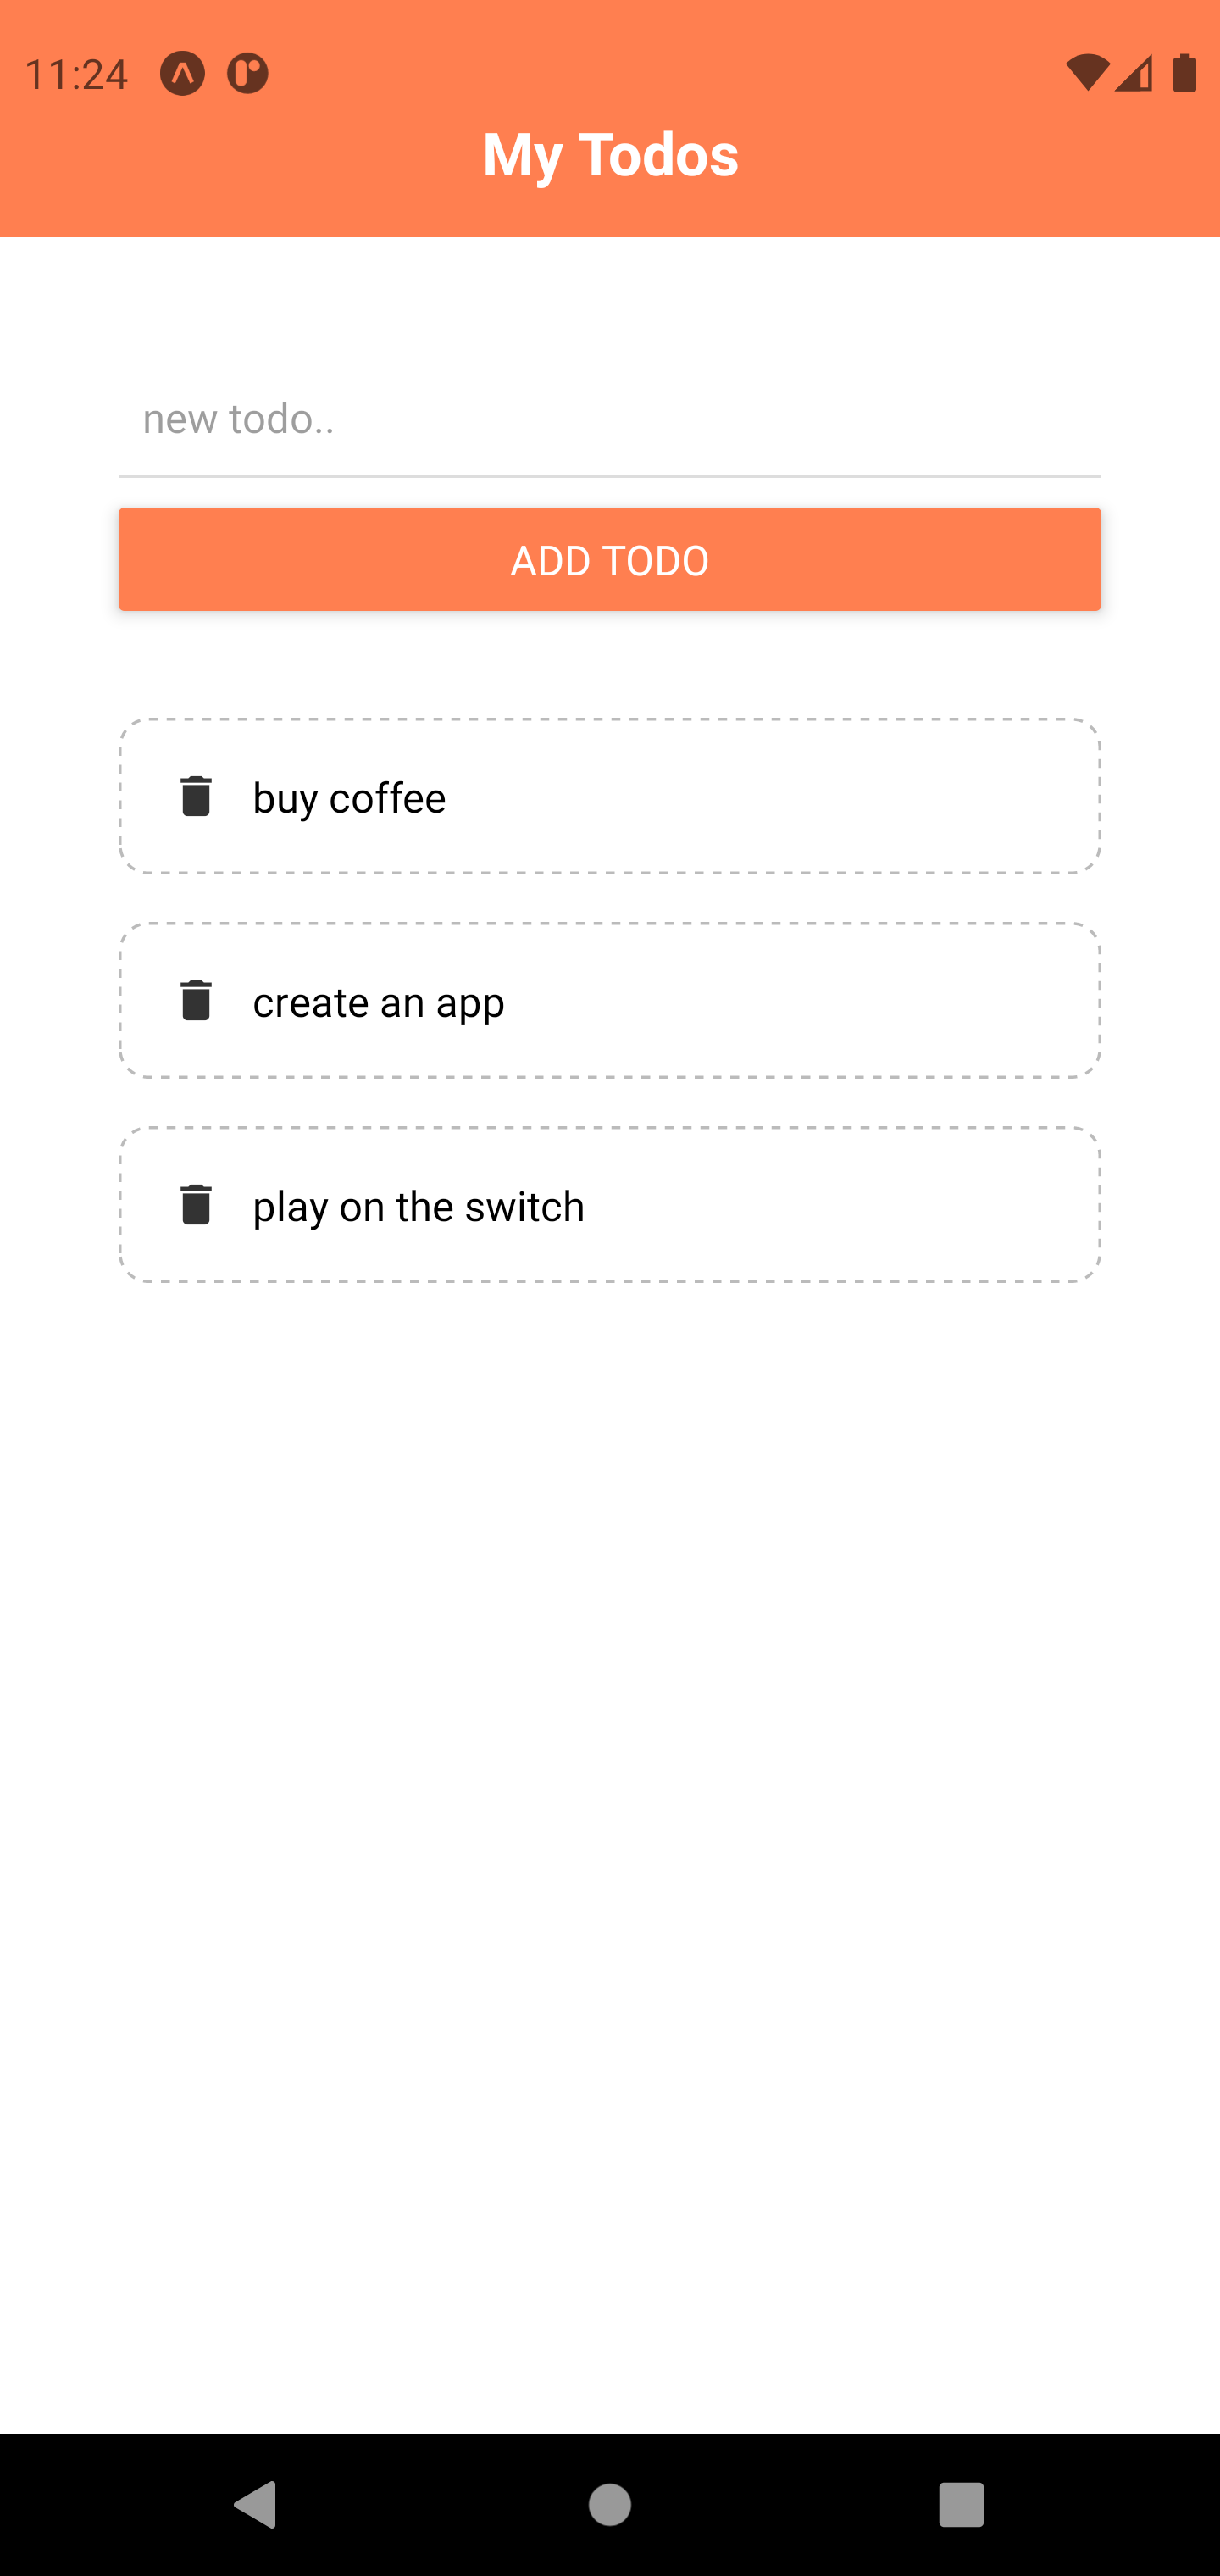 11:24
My Todos
new todo..
ADD TODO
buy coffee
create an app
play on the switch